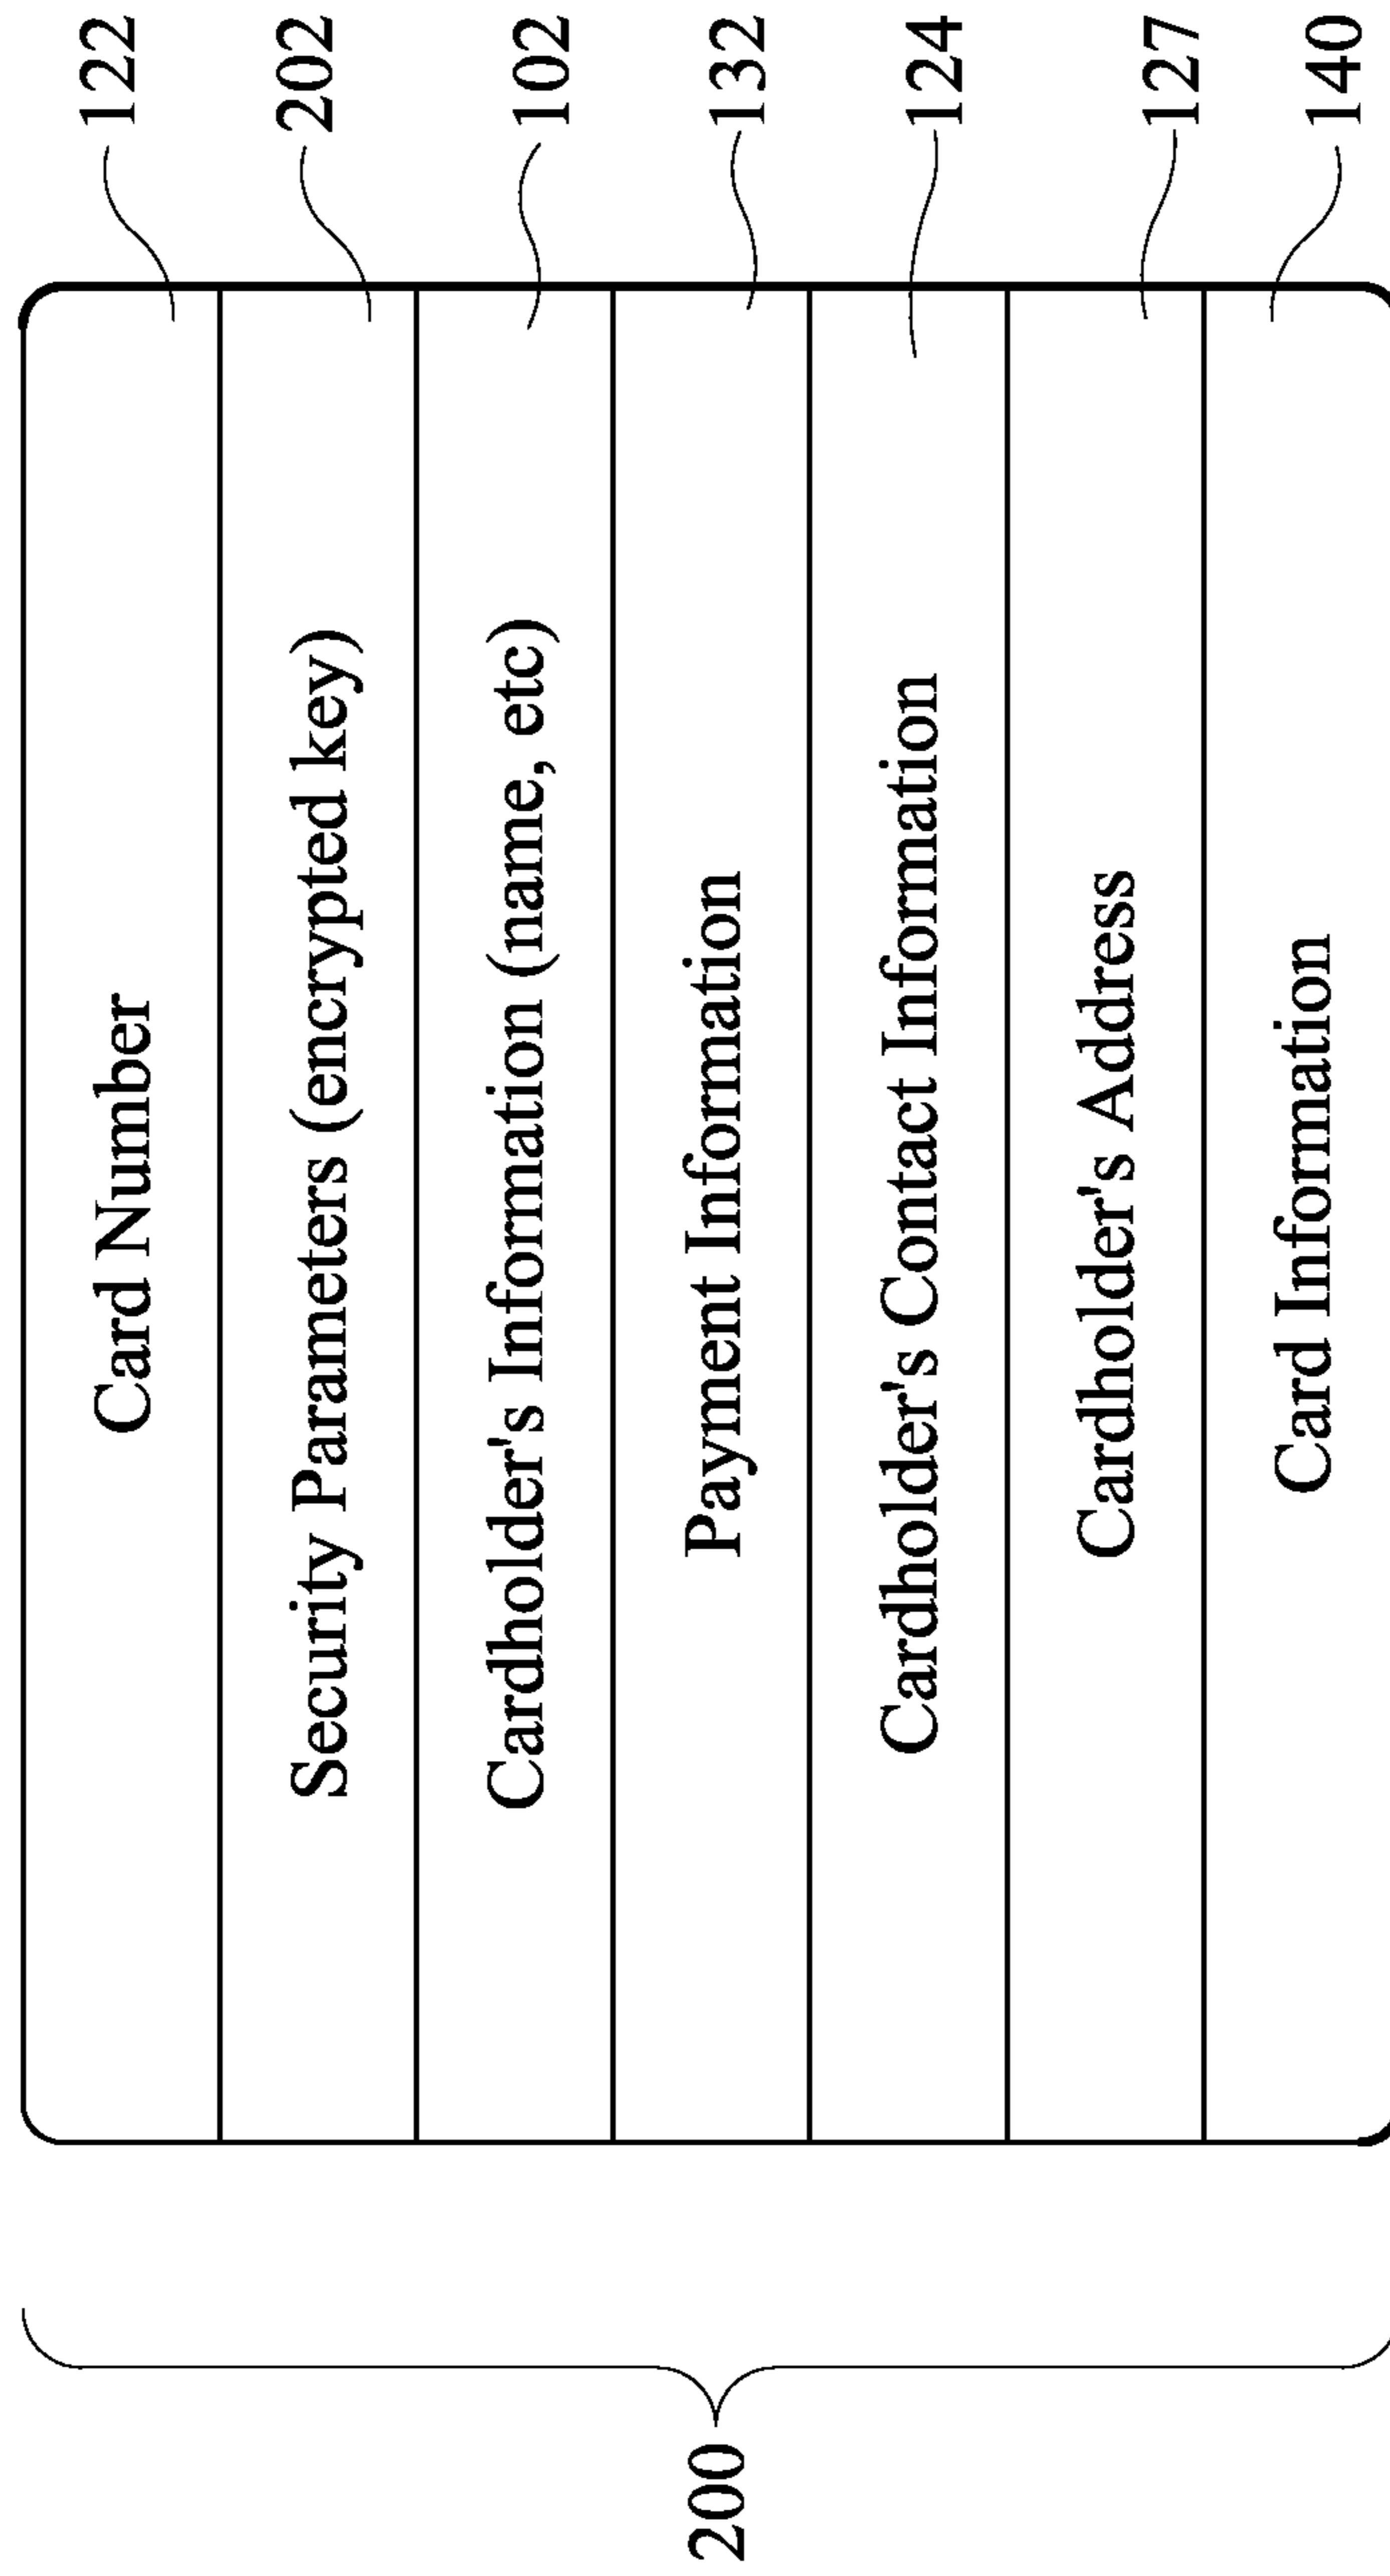 Card Number 122
Security Parameters (encrypted key) 202
Cardholder's Information (name, etc) 102
Payment Information 132
Cardholder's Contact Information 124
Cardholder's Address 127
Card Information 140
200